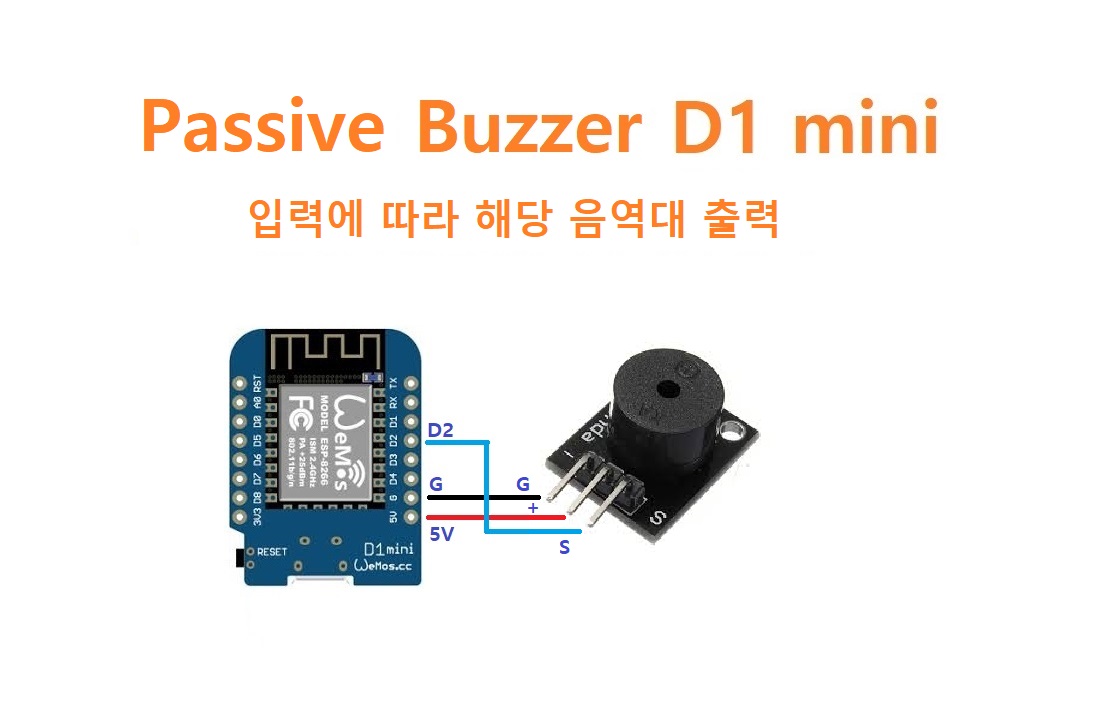 Passive Buzzer D1 mini
입력에 따라 해당 음역대 출력
RST
A0
D0
D5
D6
D7
D8
3V3
TX
RX
D1
D2
D3
D4
G
5V
WeMos
MODEL ESP-8266
ISM 2.4GHz
PA +25dBm
802.11b/g/n
FC
RESET
D1mini
WeMos.cc
D2
G
5V
G
+
S
-
S